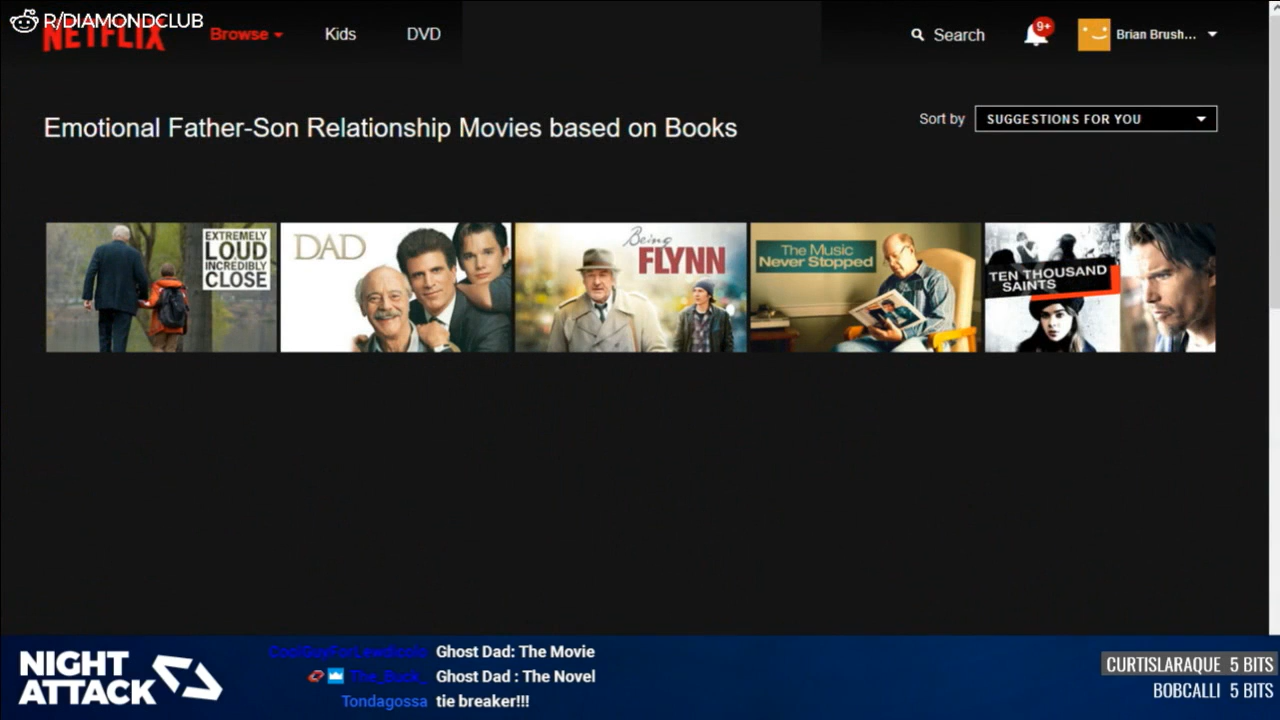 R/DIAMONDCLUB
NETFLIX
Browse
Kids
DVD
Search
9+
Brian Brush...
Emotional Father-Son Relationship Movies based on Books
Sort by
SUGGESTIONS FOR YOU
EXTREMELY
LOUD
INCREDIBLY
CLOSE
DAD
Being
FLYNN
The Music
Never Stopped
TEN THOUSAND
SAINTS
NIGHT
ATTACK
Ghost Dad: The Movie
The_Buck_ Ghost Dad : The Novel
Tondagossa tie breaker!!!
CURTISLARAQUE 5 BITS
BOBCALLI 5 BITS